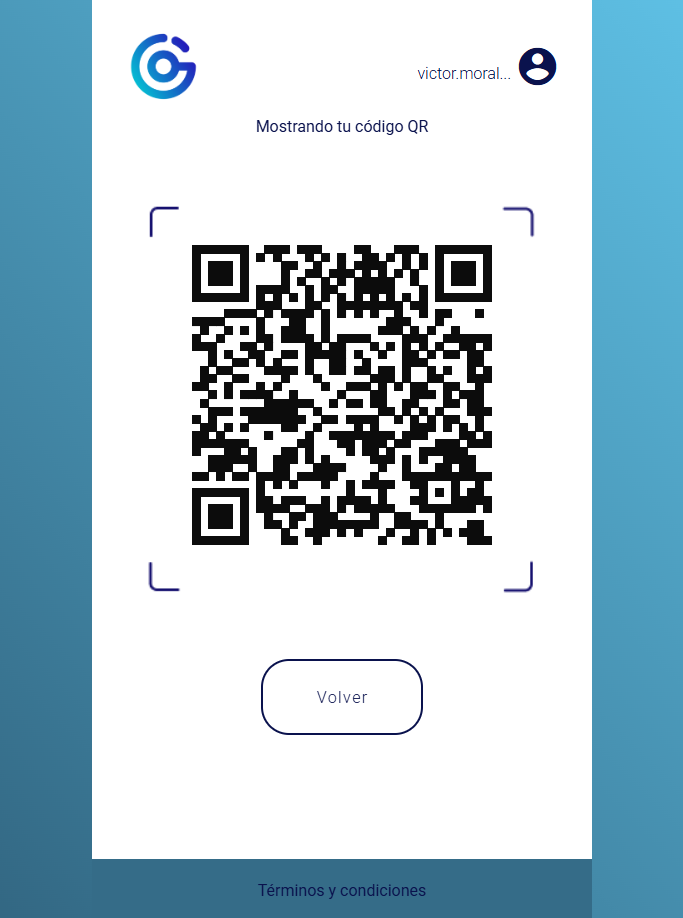 victor.moral...
Mostrando tu código QR
Volver
Términos y condiciones